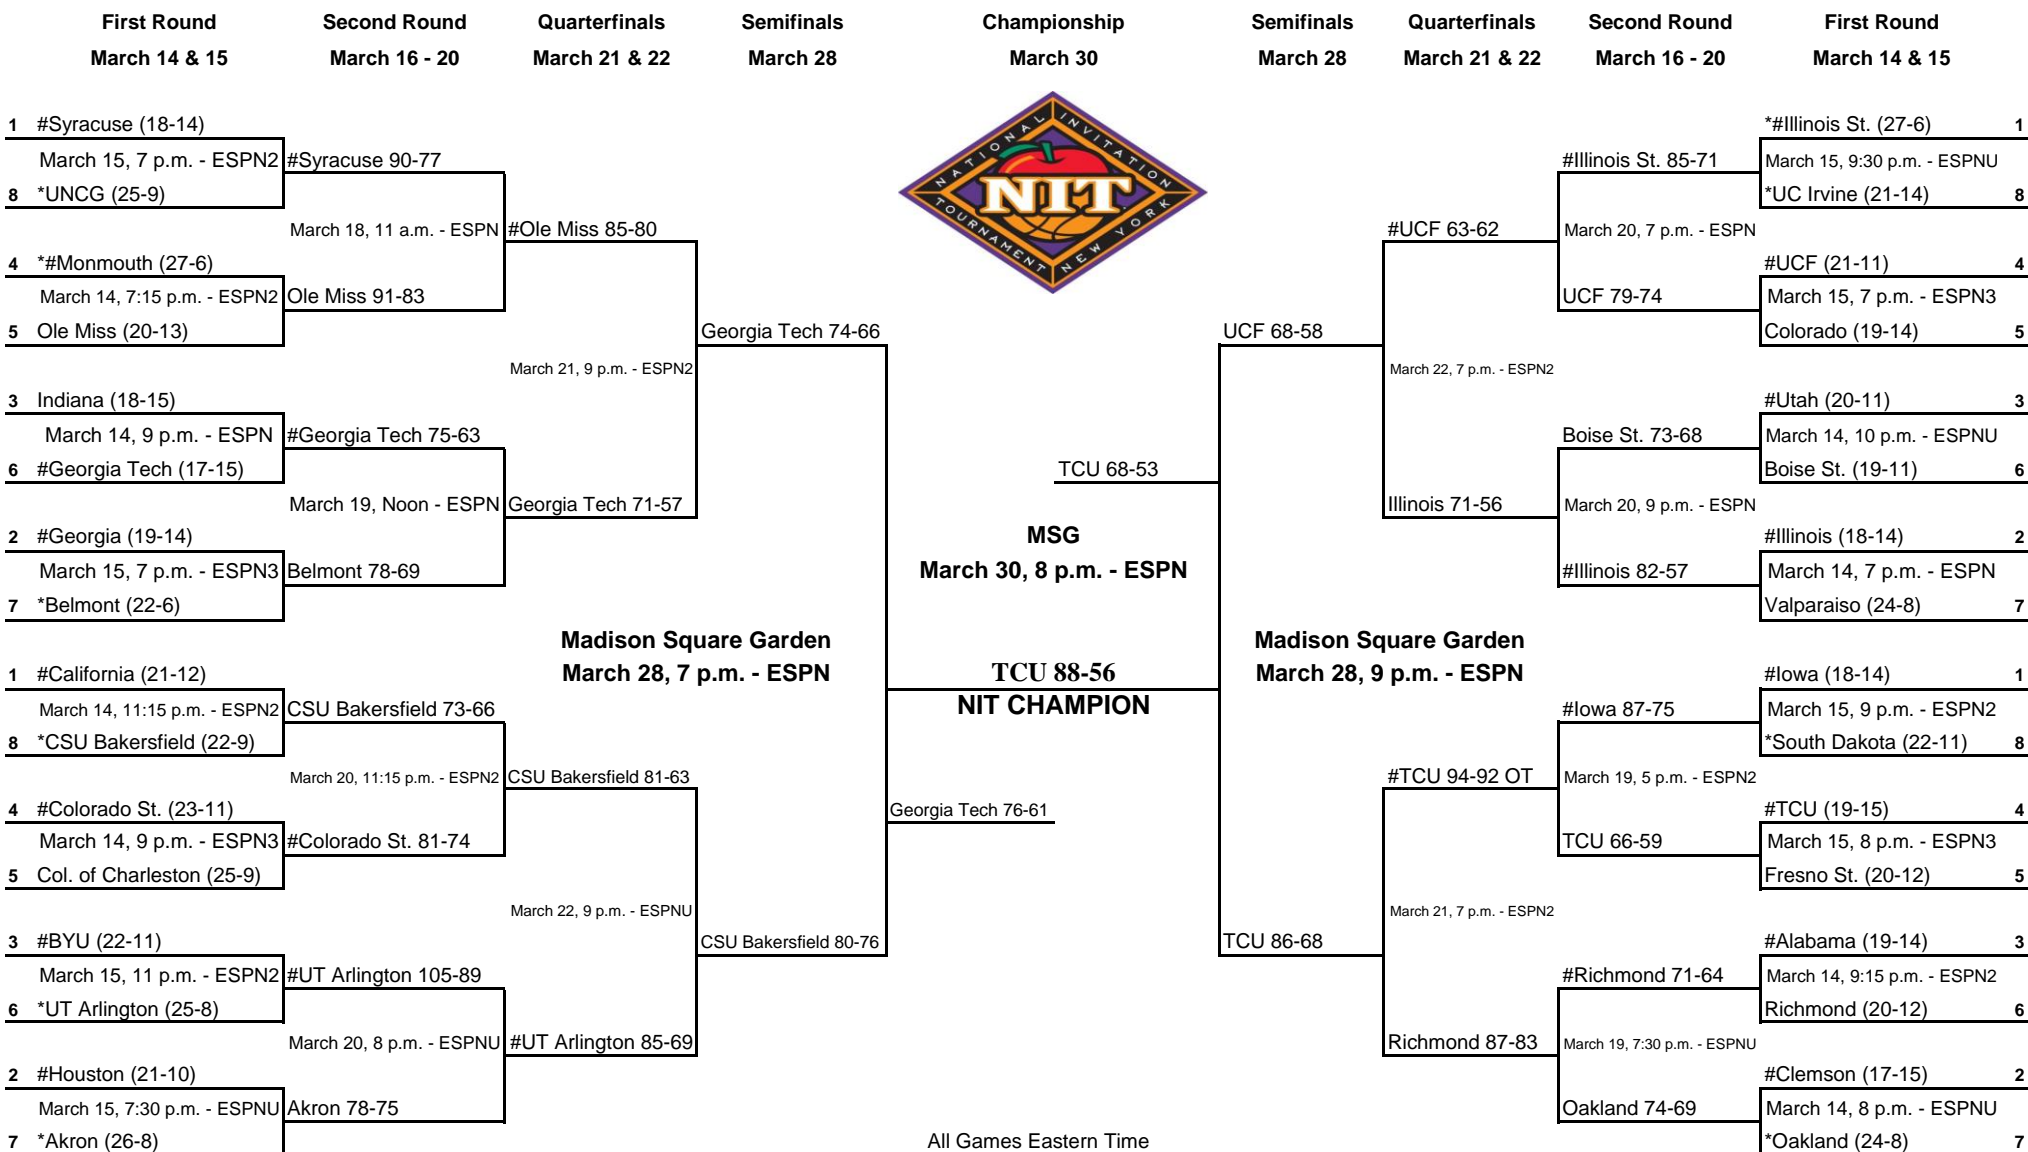 First Round Second Round Quarterfinals Semifinals Championship Semifinals Quarterfinals Second Round First Round
March 14 & 15 March 16 - 20 March 21 & 22 March 28 March 30 March 28 March 21 & 22 March 16 - 20 March 14 & 15
1 #Syracuse (18-14)
March 15, 7 p.m. - ESPN2
8 *UNCG (25-9)
4 *#Monmouth (27-6)
March 14, 7:15 p.m. - ESPN2
5 Ole Miss (20-13)
3 Indiana (18-15)
March 14, 9 p.m. - ESPN
6 #Georgia Tech (17-15)
2 #Georgia (19-14)
March 15, 7 p.m. - ESPN3
7 *Belmont (22-6)
1 #California (21-12)
March 14, 11:15 p.m. - ESPN2
8 *CSU Bakersfield (22-9)
4 #Colorado St. (23-11)
March 14, 9 p.m. - ESPN3
5 Col. of Charleston (25-9)
3 #BYU (22-11)
March 15, 11 p.m. - ESPN2
6 *UT Arlington (25-8)
2 #Houston (21-10)
March 15, 7:30 p.m. - ESPNU
7 *Akron (26-8)
#Syracuse 90-77
March 18, 11 a.m. - ESPN
Ole Miss 91-83
#Georgia Tech 75-63
March 19, Noon - ESPN
Belmont 78-69
CSU Bakersfield 73-66
March 20, 11:15 p.m. - ESPN2
#Colorado St. 81-74
#UT Arlington 105-89
March 20, 8 p.m. - ESPNU
Akron 78-75
#Ole Miss 85-80
March 21, 9 p.m. - ESPN2
Georgia Tech 71-57
Madison Square Garden
March 28, 7 p.m. - ESPN
CSU Bakersfield 81-63
March 22, 9 p.m. - ESPNU
#UT Arlington 85-69
Georgia Tech 74-66
CSU Bakersfield 80-76
NATIONAL INVITATION
NIT
TOURNAMENT NEW YORK
TCU 68-53
MSG
March 30, 8 p.m. - ESPN
TCU 88-56
NIT CHAMPION
Georgia Tech 76-61
All Games Eastern Time
UCF 68-58
TCU 86-68
#UCF 63-62
March 22, 7 p.m. - ESPN2
Illinois 71-56
Madison Square Garden
March 28, 9 p.m. - ESPN
#TCU 94-92 OT
March 21, 7 p.m. - ESPN2
Richmond 87-83
#Illinois St. 85-71
March 20, 7 p.m. - ESPN
UCF 79-74
Boise St. 73-68
March 20, 9 p.m. - ESPN
#Illinois 82-57
#Iowa 87-75
March 19, 5 p.m. - ESPN2
TCU 66-59
#Richmond 71-64
March 19, 7:30 p.m. - ESPNU
Oakland 74-69
*#Illinois St. (27-6) 1
March 15, 9:30 p.m. - ESPNU
*UC Irvine (21-14) 8
#UCF (21-11) 4
March 15, 7 p.m. - ESPN3
Colorado (19-14) 5
#Utah (20-11) 3
March 14, 10 p.m. - ESPNU
Boise St. (19-11) 6
#Illinois (18-14) 2
March 14, 7 p.m. - ESPN
Valparaiso (24-8) 7
#Iowa (18-14) 1
March 15, 9 p.m. - ESPN2
*South Dakota (22-11) 8
#TCU (19-15) 4
March 15, 8 p.m. - ESPN3
Fresno St. (20-12) 5
#Alabama (19-14) 3
March 14, 9:15 p.m. - ESPN2
Richmond (20-12) 6
#Clemson (17-15) 2
March 14, 8 p.m. - ESPNU
*Oakland (24-8) 7